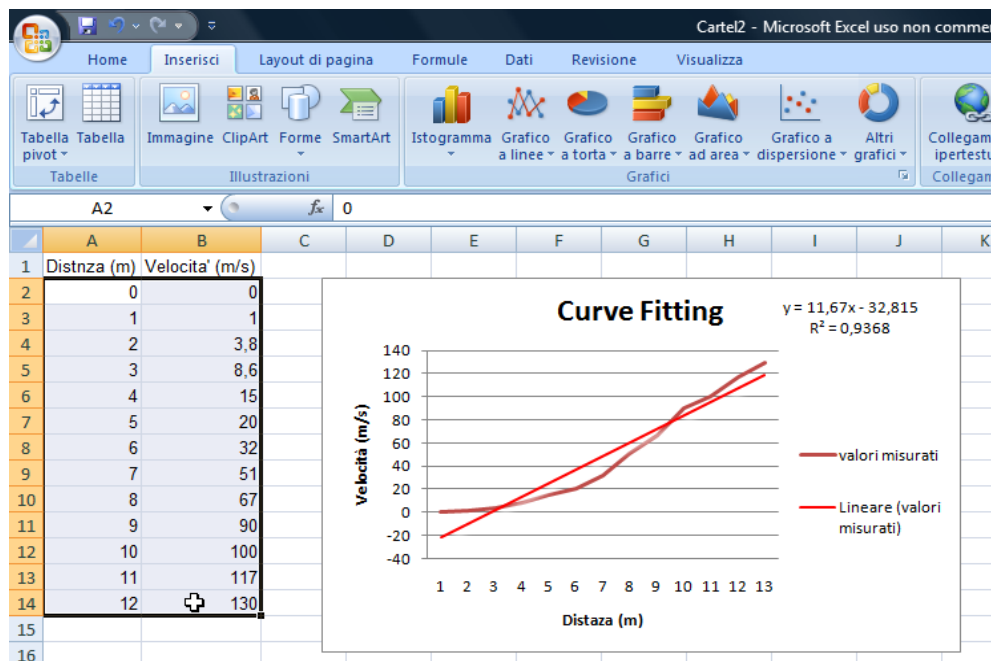 Cartel2 - Microsoft Excel uso non comme
Home Inserisci Layout di pagina Formule Dati Revisione Visualizza
Tabella pivot Tabella Immagine ClipArt Forme SmartArt Istogramma Grafico a linee Grafico a torta Grafico a barre Grafico ad area Grafico a dispersione Altri grafici Collegam ipertestu
Tabelle Illustrazioni Grafici Collegam
A2 fx 0
A B C D E F G H I J K
1 Distnza (m) Velocita' (m/s)
2 0 0
3 1 1
4 2 3,8
5 3 8,6
6 4 15
7 5 20
8 6 32
9 7 51
10 8 67
11 9 90
12 10 100
13 11 117
14 12 130
15
16
Curve Fitting
y = 11,67x - 32,815
R² = 0,9368
140
120
100
80
60
40
20
0
-20
-40
Velocità (m/s)
1 2 3 4 5 6 7 8 9 10 11 12 13
Distaza (m)
valori misurati
Lineare (valori
misurati)